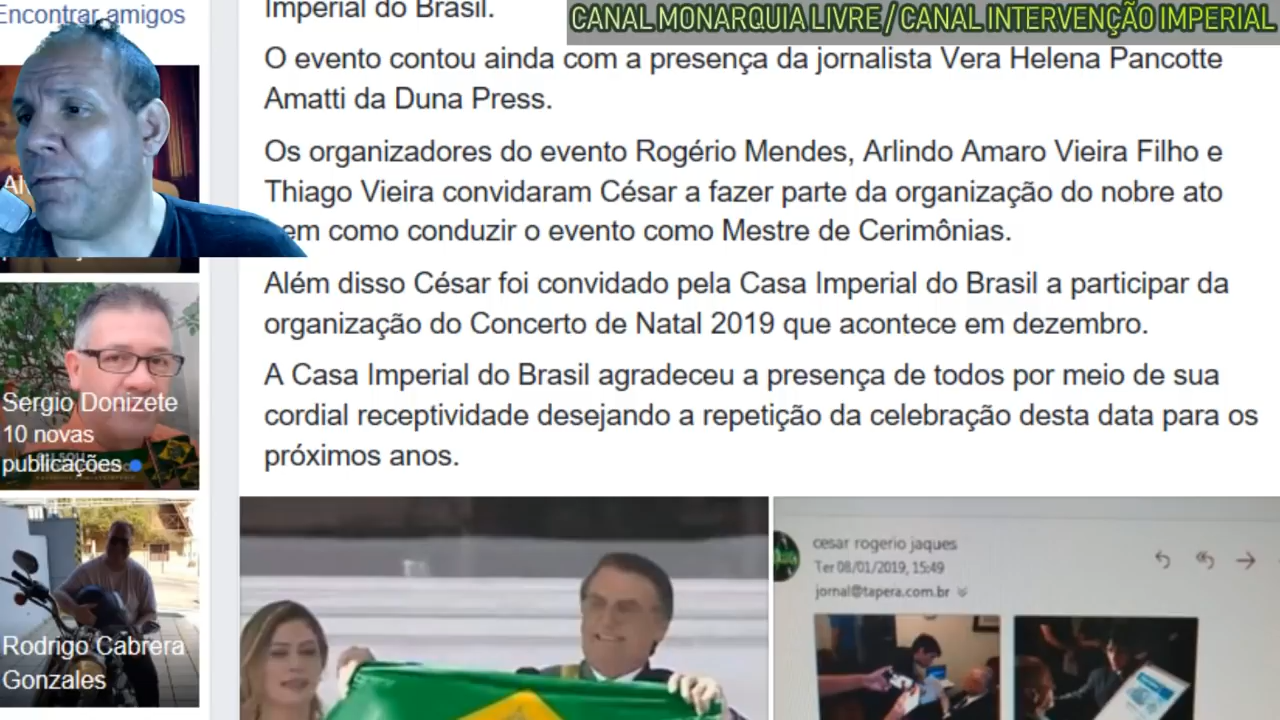 Encontrar amigos
Imperial do Brasil.
CANAL MONARQUIA LIVRE / CANAL INTERVENÇÃO IMPERIAL
O evento contou ainda com a presença da jornalista Vera Helena Pancotte
Amatti da Duna Press.
Os organizadores do evento Rogério Mendes, Arlindo Amaro Vieira Filho e
Thiago Vieira convidaram César a fazer parte da organização do nobre ato
em como conduzir o evento como Mestre de Cerimônias.
Além disso César foi convidado pela Casa Imperial do Brasil a participar da
organização do Concerto de Natal 2019 que acontece em dezembro.
A Casa Imperial do Brasil agradeceu a presença de todos por meio de sua
cordial receptividade desejando a repetição da celebração desta data para os
próximos anos.
Al
Sergio Donizete
10 novas
publicações
Rodrigo Cabrera
Gonzales
cesar rogerio jaques
Ter 08/01/2019, 15:49
jornal@tapera.com.br